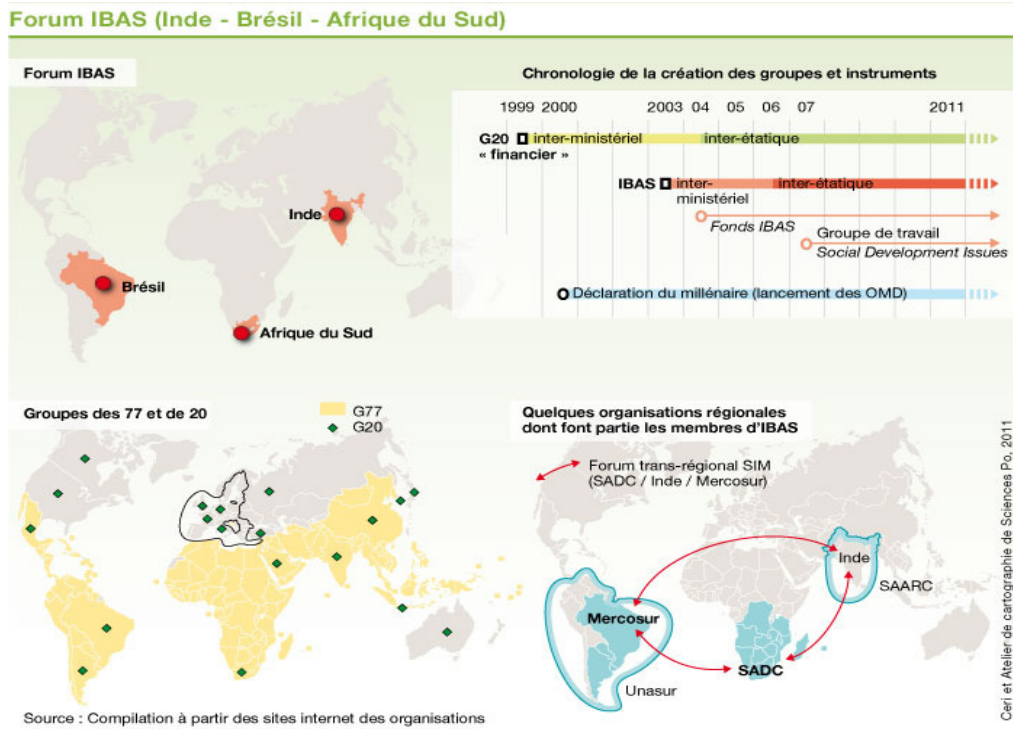 Forum IBAS (Inde - Brésil - Afrique du Sud)
Forum IBAS
Inde
Brésil
Afrique du Sud
Chronologie de la création des groupes et instruments
1999 2000 2003 04 05 06 07 2011
G20 inter-ministériel inter-étatique
« financier »
IBAS inter- inter-étatique
ministériel
Fonds IBAS
Groupe de travail
Social Development Issues
Déclaration du millénaire (lancement des OMD)
Groupes des 77 et de 20
G77
G20
Quelques organisations régionales
dont font partie les membres d'IBAS
Forum trans-régional SIM
(SADC / Inde / Mercosur)
Inde
SAARC
Mercosur
SADC
Unasur
Source : Compilation à partir des sites internet des organisations
Ceri et Atelier de cartographie de Sciences Po, 2011